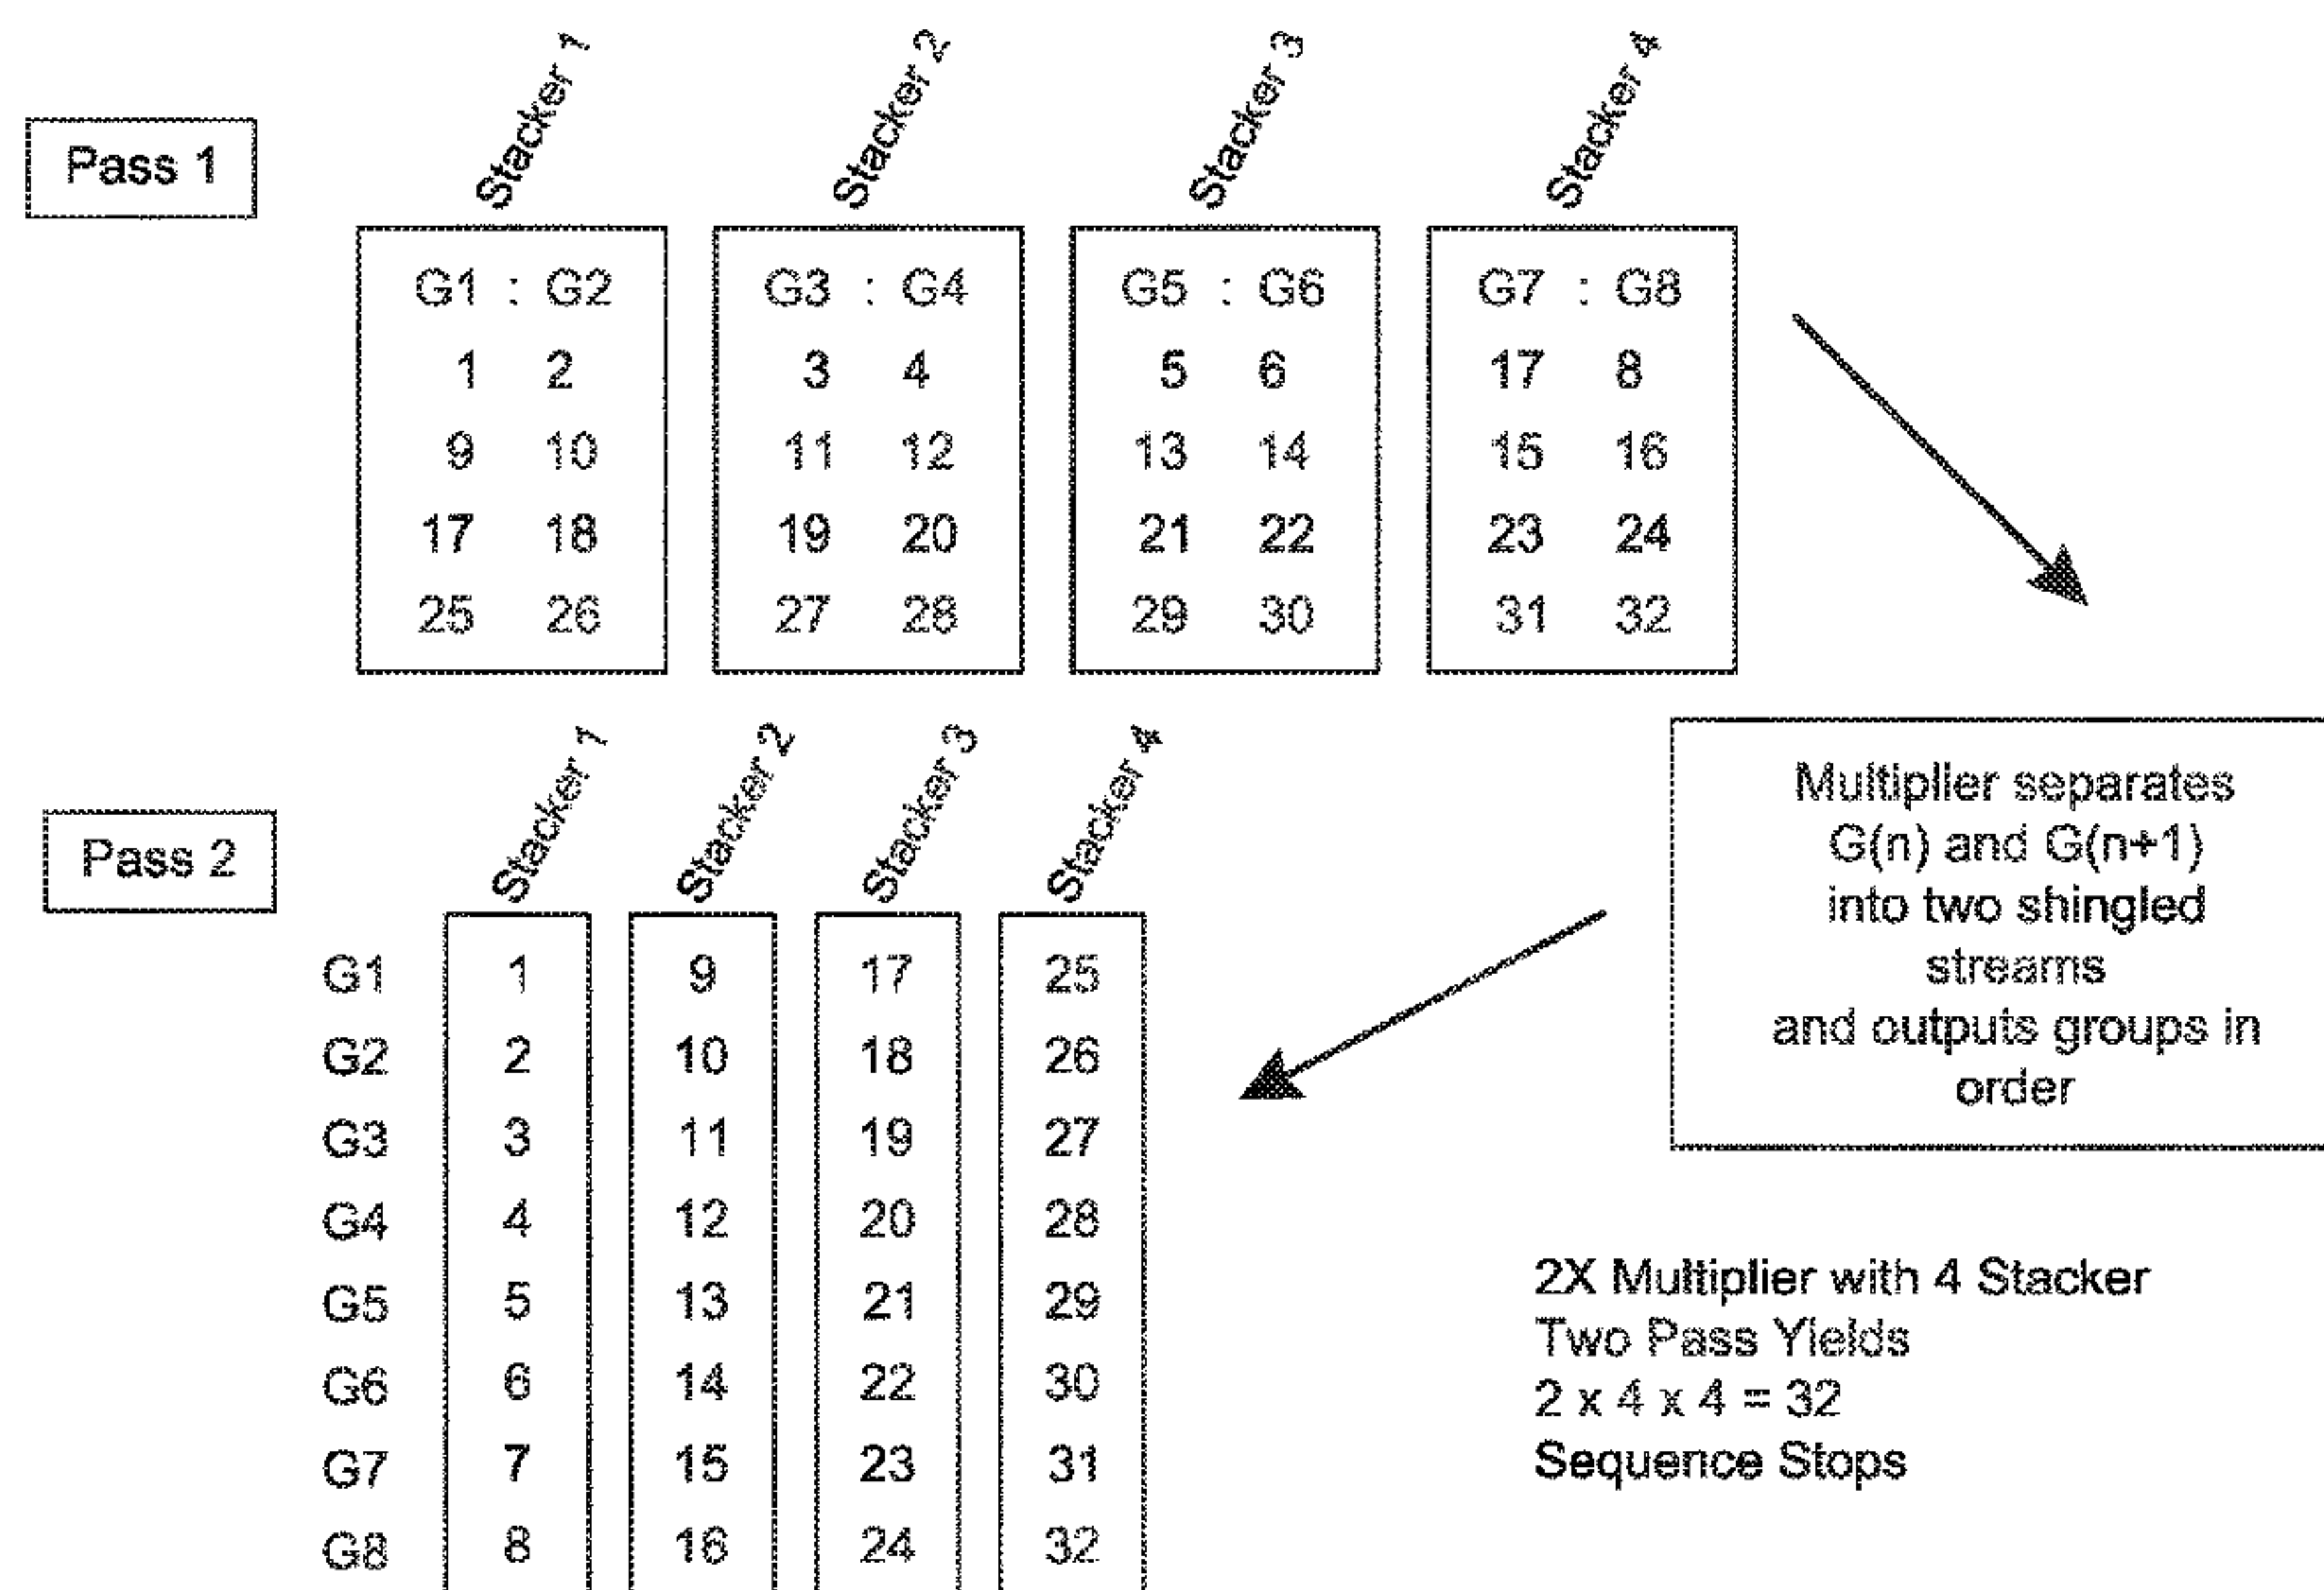 Stacker 1 Stacker 2 Stacker 3 Stacker 4
Pass 1
G1 : G2 G3 : G4 G5 : G6 G7 : G8
1 2 3 4 5 6 17 8
9 10 11 12 13 14 15 16
17 18 19 20 21 22 23 24
25 26 27 28 29 30 31 32
Stacker 1 Stacker 2 Stacker 3 Stacker 4
Pass 2
G1 1 9 17 25
G2 2 10 18 26
G3 3 11 19 27
G4 4 12 20 28
G5 5 13 21 29
G6 6 14 22 30
G7 7 15 23 31
G8 8 16 24 32
Multiplier separates
G(n) and G(n+1)
into two shingled
streams
and outputs groups in
order
2X Multiplier with 4 Stacker
Two Pass Yields
2 x 4 x 4 = 32
Sequence Stops